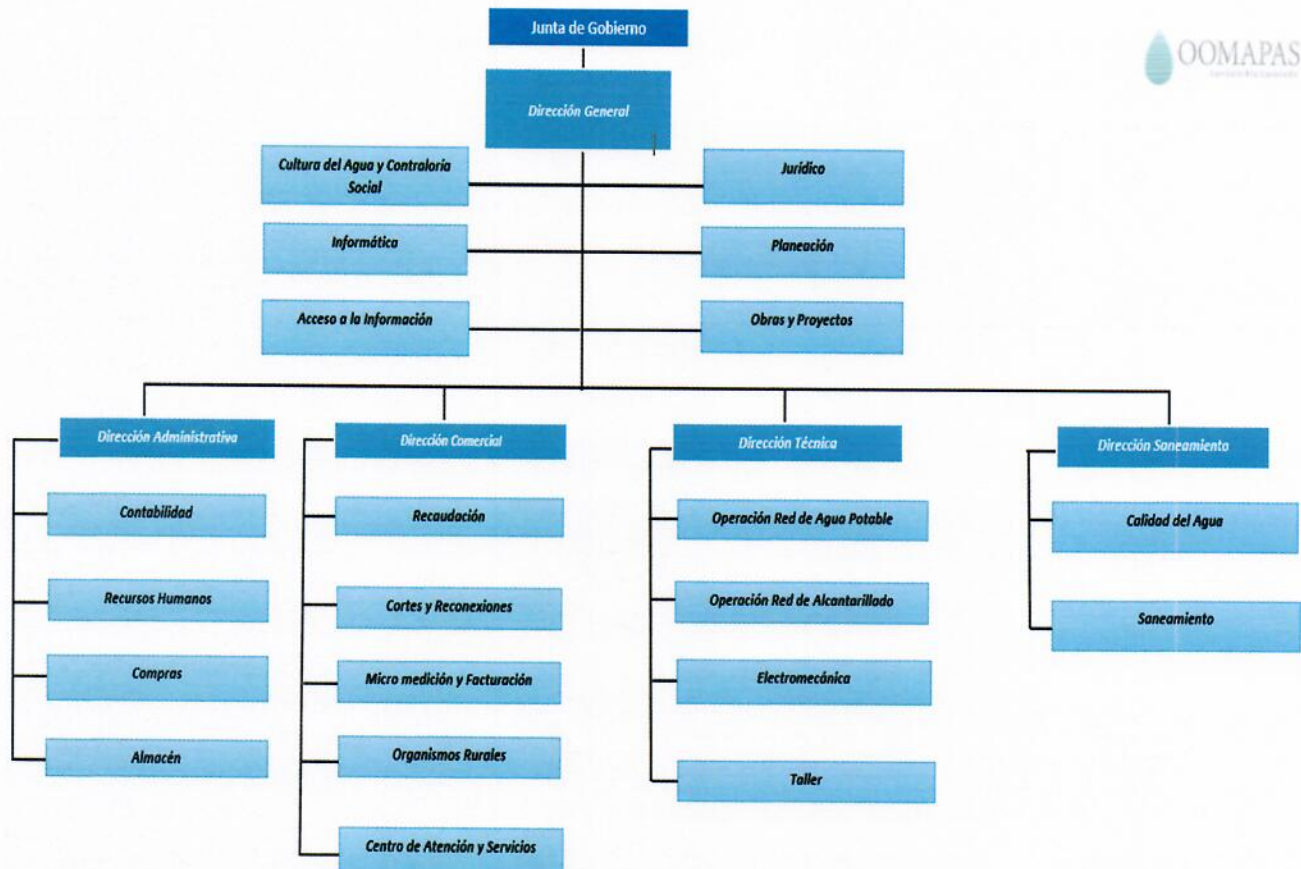 Junta de Gobierno
OOMAPAS
Dirección General
Cultura del Agua y Contraloría
Social
Jurídico
Informática
Planeación
Acceso a la Información
Obras y Proyectos
Dirección Administrativa
Dirección Comercial
Dirección Técnica
Dirección Saneamiento
Contabilidad
Recaudación
Operación Red de Agua Potable
Calidad del Agua
Recursos Humanos
Cortes y Reconexiones
Operación Red de Alcantarillado
Saneamiento
Compras
Micro medición y Facturación
Electromecánica
Almacén
Organismos Rurales
Taller
Centro de Atención y Servicios